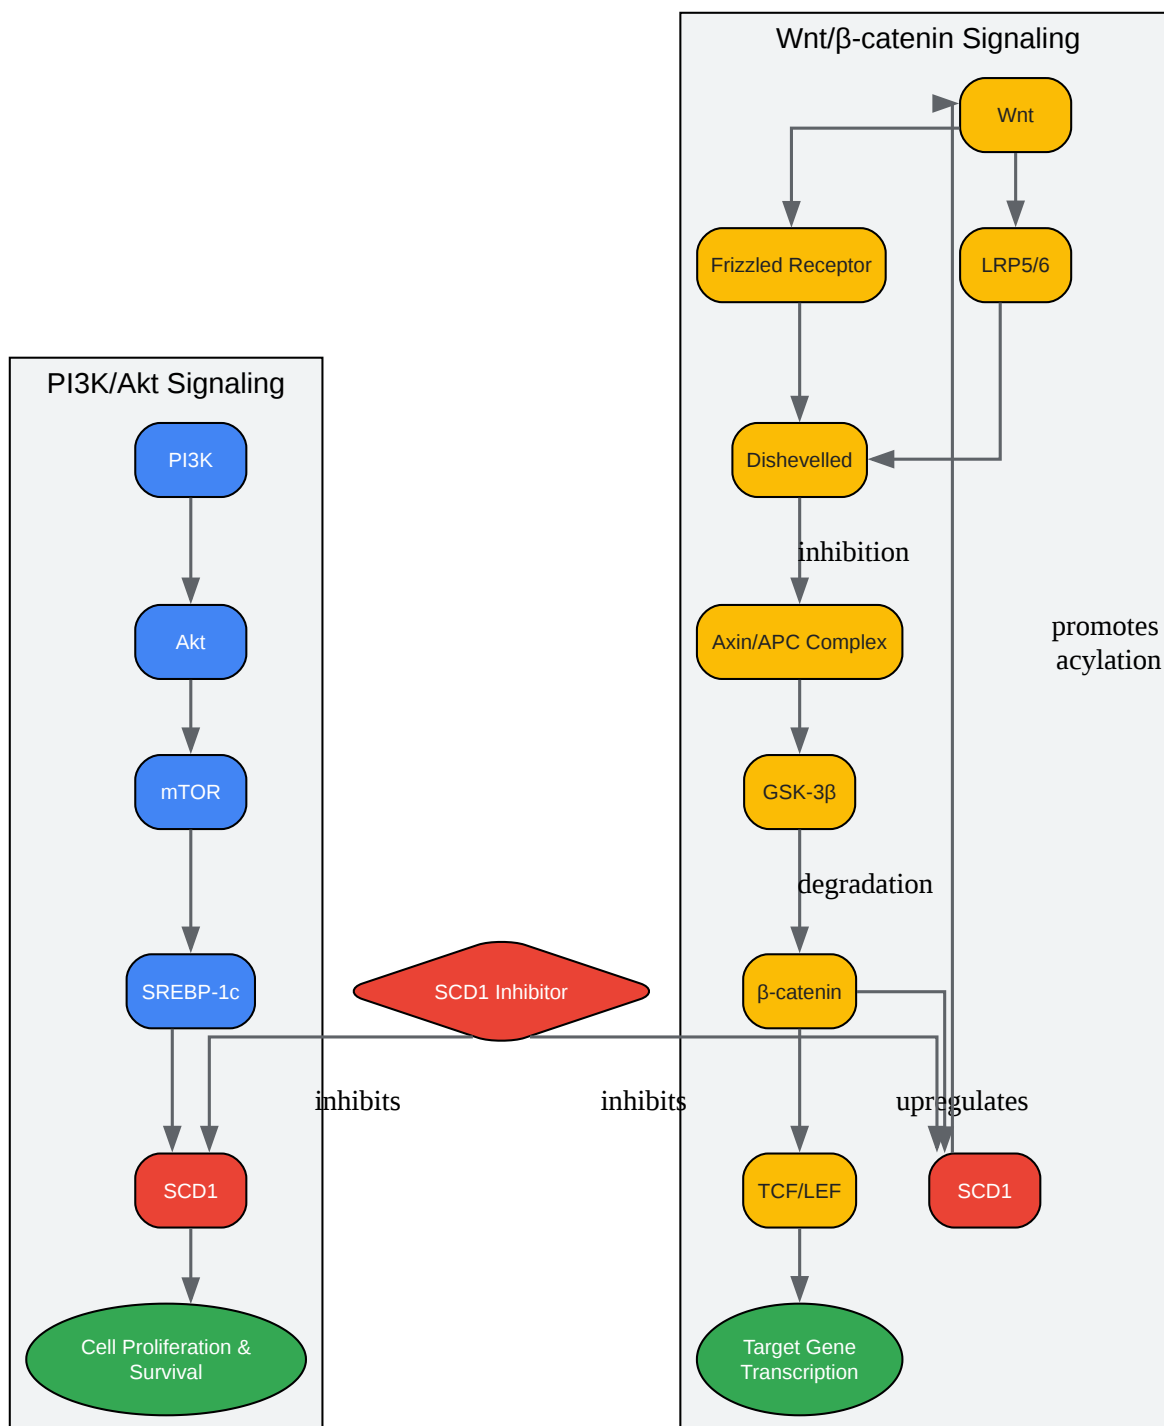 Wnt/β-catenin Signaling
Wnt
Frizzled Receptor
LRP5/6
PI3K/Akt Signaling
PI3K
Dishevelled
inhibition
Akt
Axin/APC Complex
promotes
acylation
mTOR
GSK-3β
degradation
SREBP-1c
SCD1 Inhibitor
β-catenin
inhibits
inhibits
upregulates
SCD1
TCF/LEF
SCD1
Cell Proliferation &
Survival
Target Gene
Transcription